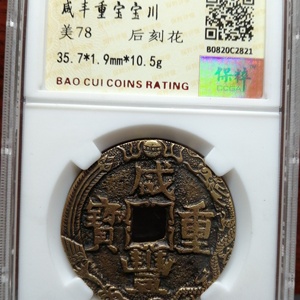 咸丰重宝宝川
美78 后刻花
35.7*1.9mm*10.5g
BAO CUI COINS RATING
B0820C2821
保粹
咸
寶 重
豐